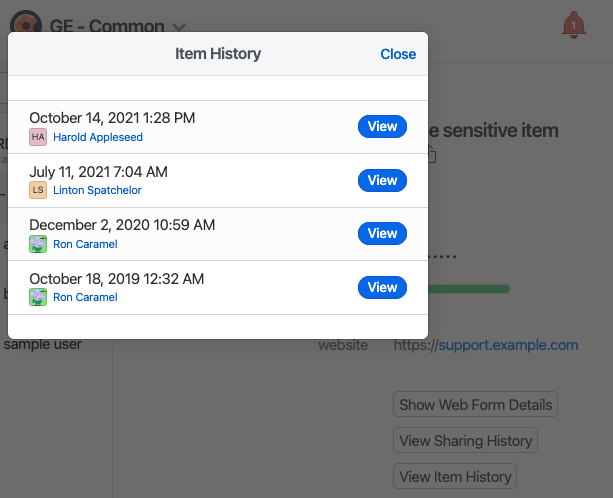 GE - Common
1
Item History
Close
October 14, 2021 1:28 PM
View
HA
Harold Appleseed
July 11, 2021 7:04 AM
View
LS
Linton Spatchelor
December 2, 2020 10:59 AM
View
Ron Caramel
October 18, 2019 12:32 AM
View
Ron Caramel
e sensitive item
sample user
website
https://support.example.com
Show Web Form Details
View Sharing History
View Item History